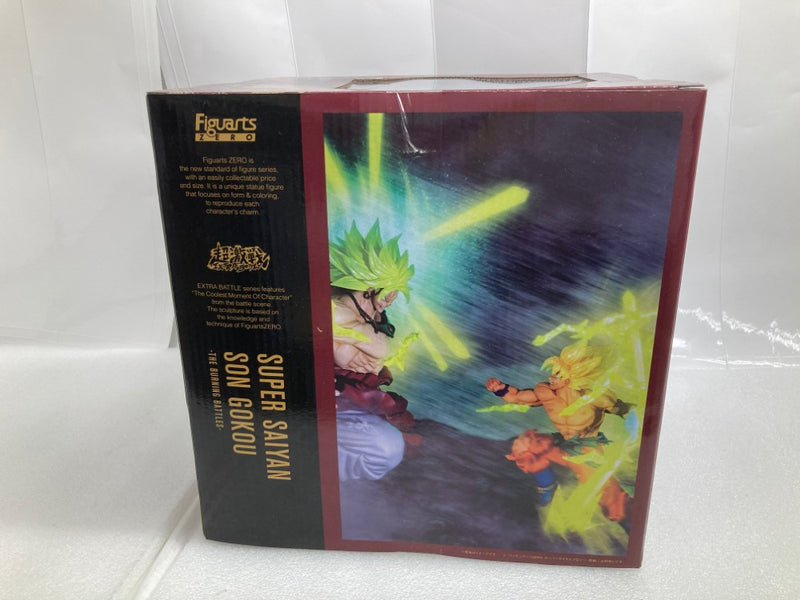 Figuarts
ZERO
Figuarts ZERO is
the new standard of figure series,
with an easily collectable price
and size. It is a unique statue figure
that focuses on form & coloring,
to reproduce each
character's charm.
超激戦
EXTRA BATTLE series features
"The Coolest Moment Of Character"
from the battle scene.
The sculpture is based on
the knowledge and
technique of FiguartsZERO.
SUPER SAIYAN
SON GOKOU
-THE BURNING BATTLES-